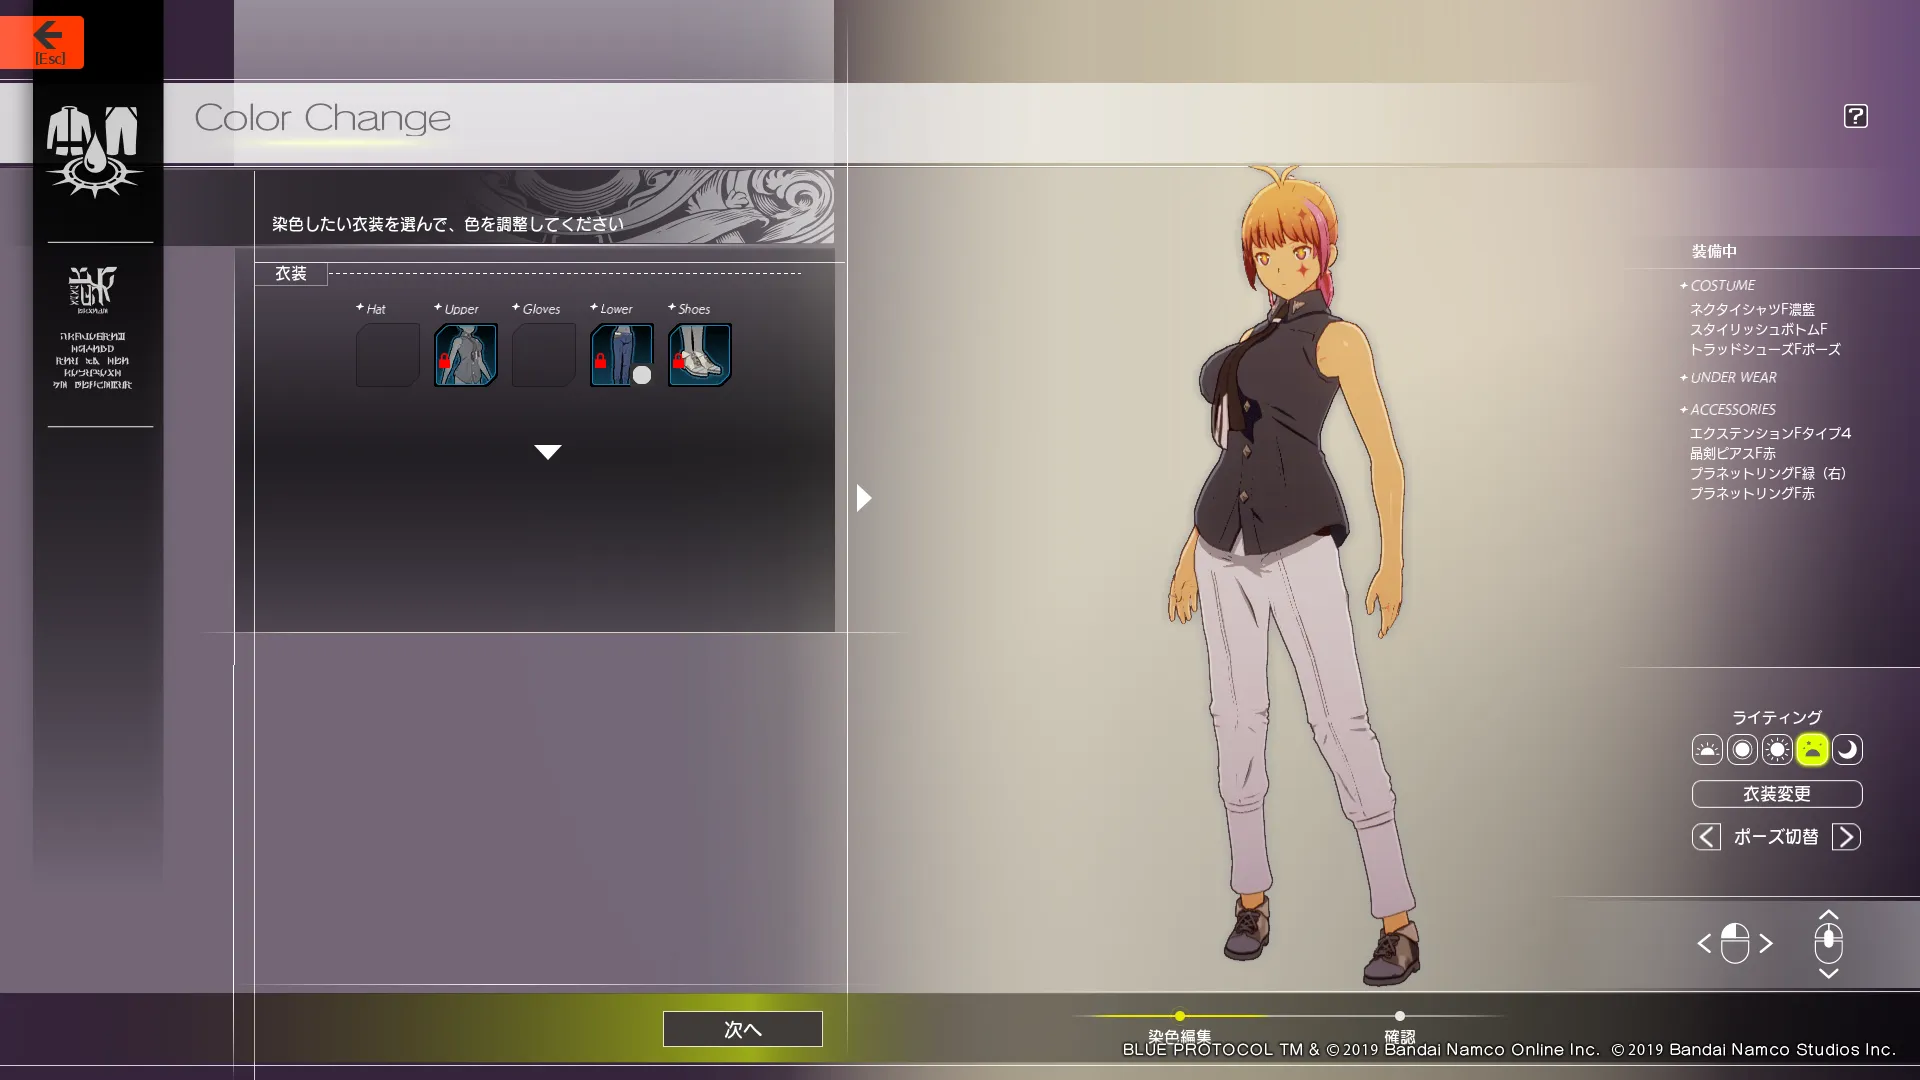 [Esc]
Color Change
?
染色したい衣装を選んで、色を調整してください
衣装
Hat
Upper
Gloves
Lower
Shoes
装備中
COSTUME
ネクタイシャツF濃藍
スタイリッシュボトムF
トラッドシューズFポーズ
UNDER WEAR
ACCESSORIES
エクステンションFタイプ4
晶剣ピアスF赤
プラネットリングF緑（右）
プラネットリングF赤
ライティング
衣装変更
ポーズ切替
次へ
染色編集
確認
BLUE PROTOCOL TM & ©2019 Bandai Namco Online Inc. ©2019 Bandai Namco Studios Inc.